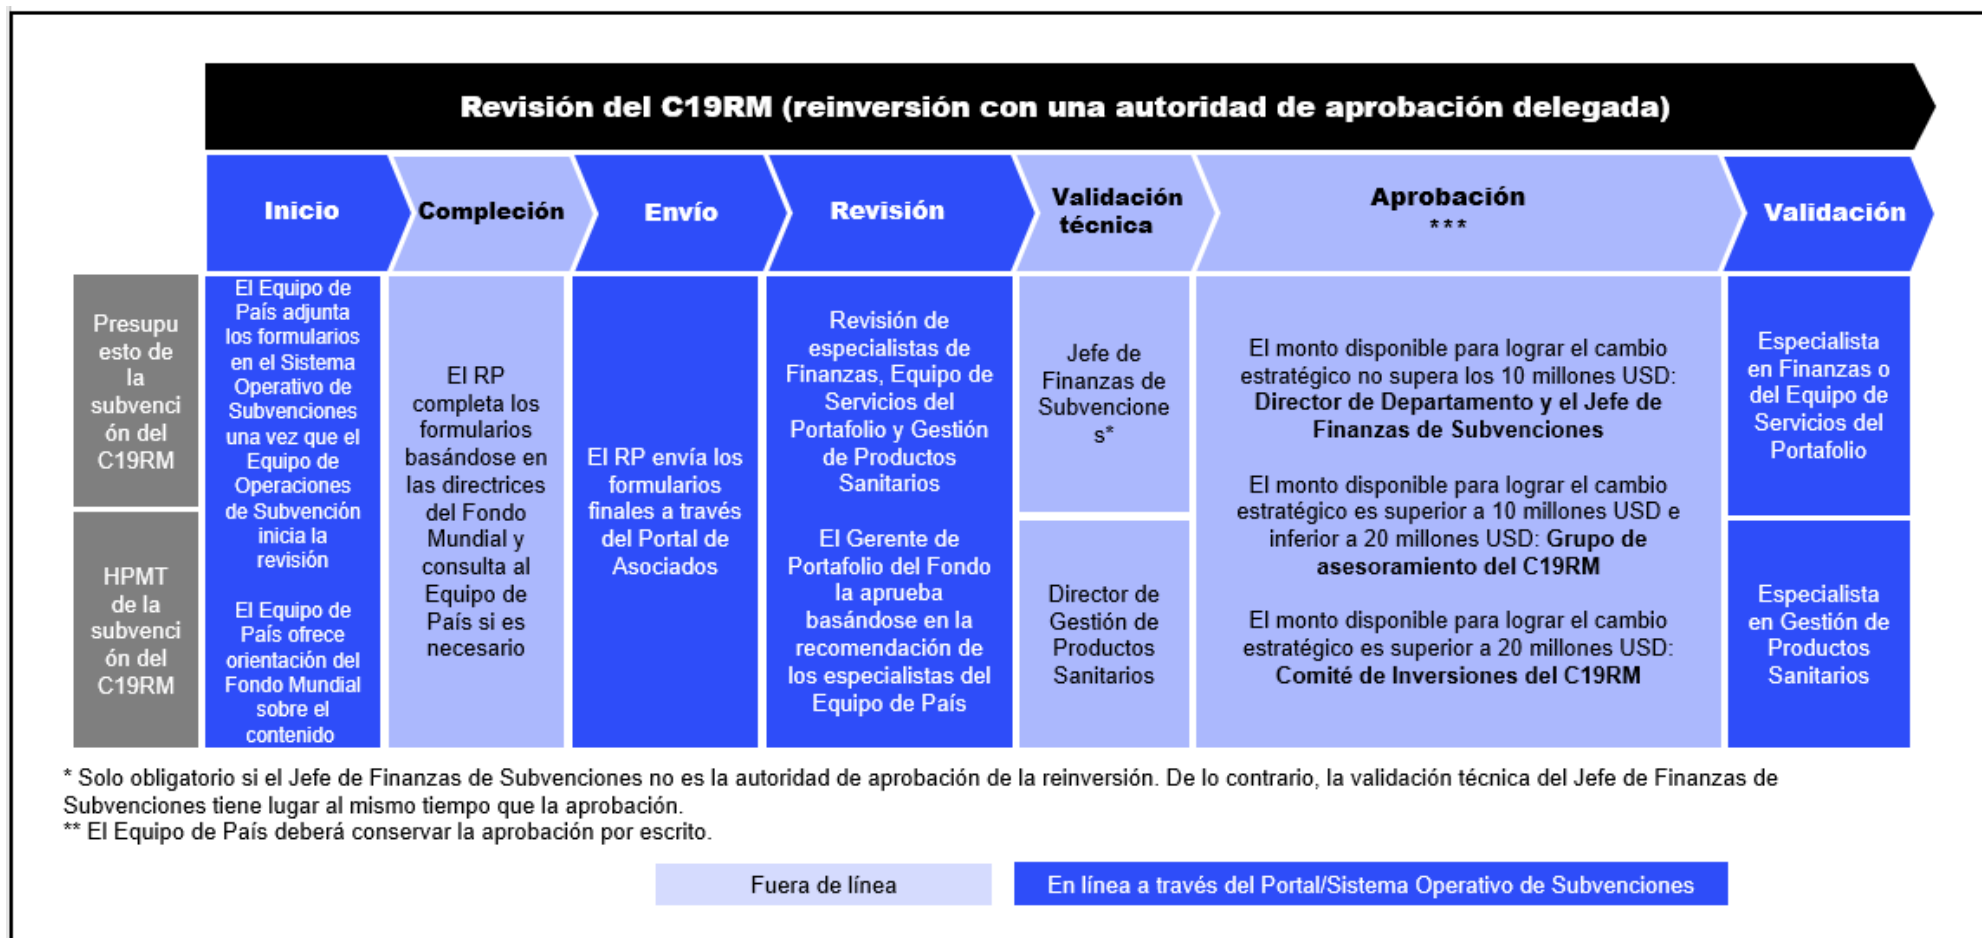 Revisión del C19RM (reinversión con una autoridad de aprobación delegada)
Inicio
Compleción
Envío
Revisión
Validación
técnica
Aprobación
***
Validación
Presupu
esto de
la
subvenci
ón del
C19RM
HPMT
de la
subvenci
ón del
C19RM
El Equipo de
País adjunta
los formularios
en el Sistema
Operativo de
Subvenciones
una vez que el
Equipo de
Operaciones
de Subvención
inicia la
revisión
El Equipo de
País ofrece
orientación del
Fondo Mundial
sobre el
contenido
El RP
completa los
formularios
basándose en
las directrices
del Fondo
Mundial y
consulta al
Equipo de
País si es
necesario
El RP envía los
formularios
finales a través
del Portal de
Asociados
Revisión de
especialistas de
Finanzas, Equipo de
Servicios del
Portafolio y Gestión
de Productos
Sanitarios
El Gerente de
Portafolio del Fondo
la aprueba
basándose en la
recomendación de
los especialistas del
Equipo de País
Jefe de
Finanzas de
Subvencione
s*
Director de
Gestión de
Productos
Sanitarios
El monto disponible para lograr el cambio
estratégico no supera los 10 millones USD:
Director de Departamento y el Jefe de
Finanzas de Subvenciones
El monto disponible para lograr el cambio
estratégico es superior a 10 millones USD e
inferior a 20 millones USD: Grupo de
asesoramiento del C19RM
El monto disponible para lograr el cambio
estratégico es superior a 20 millones USD:
Comité de Inversiones del C19RM
Especialista
en Finanzas o
del Equipo de
Servicios del
Portafolio
Especialista
en Gestión de
Productos
Sanitarios
* Solo obligatorio si el Jefe de Finanzas de Subvenciones no es la autoridad de aprobación de la reinversión. De lo contrario, la validación técnica del Jefe de Finanzas de
Subvenciones tiene lugar al mismo tiempo que la aprobación.
** El Equipo de País deberá conservar la aprobación por escrito.
Fuera de línea
En línea a través del Portal/Sistema Operativo de Subvenciones